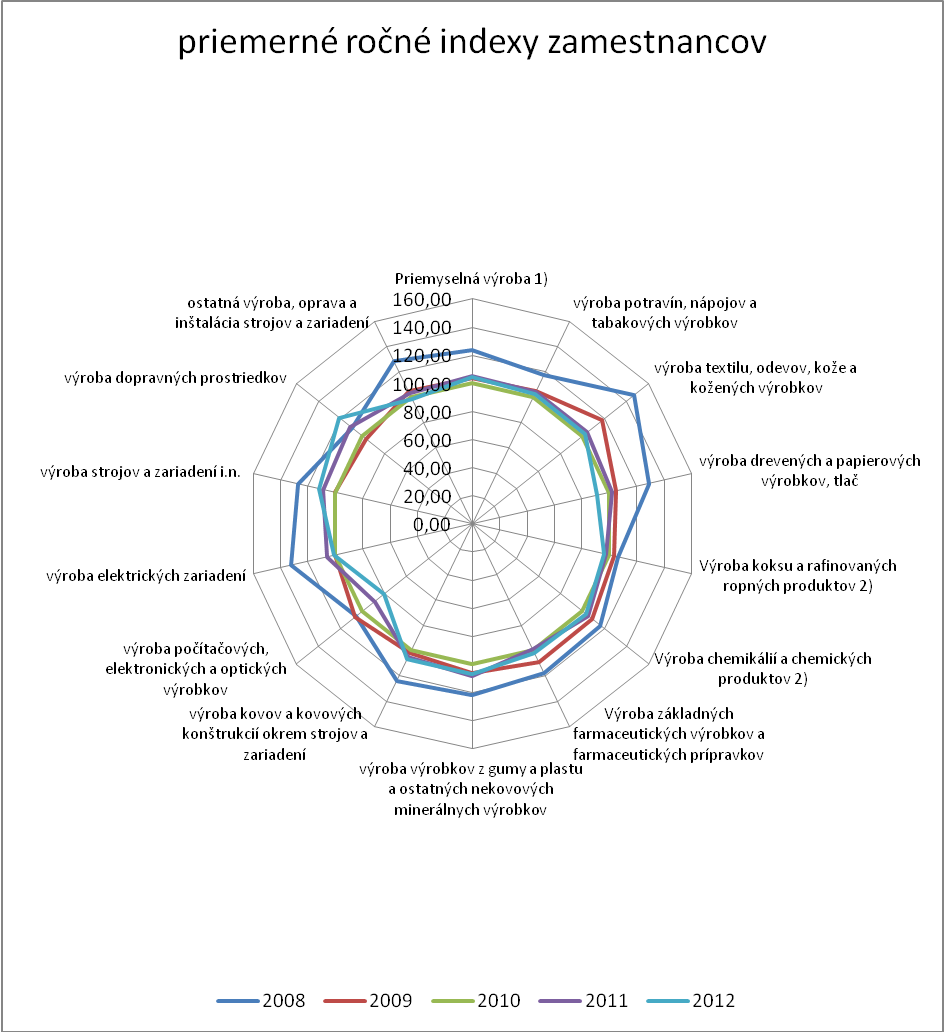 priemerné ročné indexy zamestnancov
Priemyselná výroba 1)
výroba potravín, nápojov a
tabakových výrobkov
výroba textilu, odevov, kože a
kožených výrobkov
výroba drevených a papierových
výrobkov, tlač
Výroba koksu a rafinovaných
ropných produktov 2)
Výroba chemikálií a chemických
produktov 2)
Výroba základných
farmaceutických výrobkov a
farmaceutických prípravkov
výroba výrobkov z gumy a plastu
a ostatných nekovových
minerálnych výrobkov
výroba kovov a kovových
konštrukcií okrem strojov a
zariadení
výroba počítačových,
elektronických a optických
výrobkov
výroba elektrických zariadení
výroba strojov a zariadení i.n.
výroba dopravných prostriedkov
ostatná výroba, oprava a
inštalácia strojov a zariadení
160,00
140,00
120,00
100,00
80,00
60,00
40,00
20,00
0,00
2008 2009 2010 2011 2012